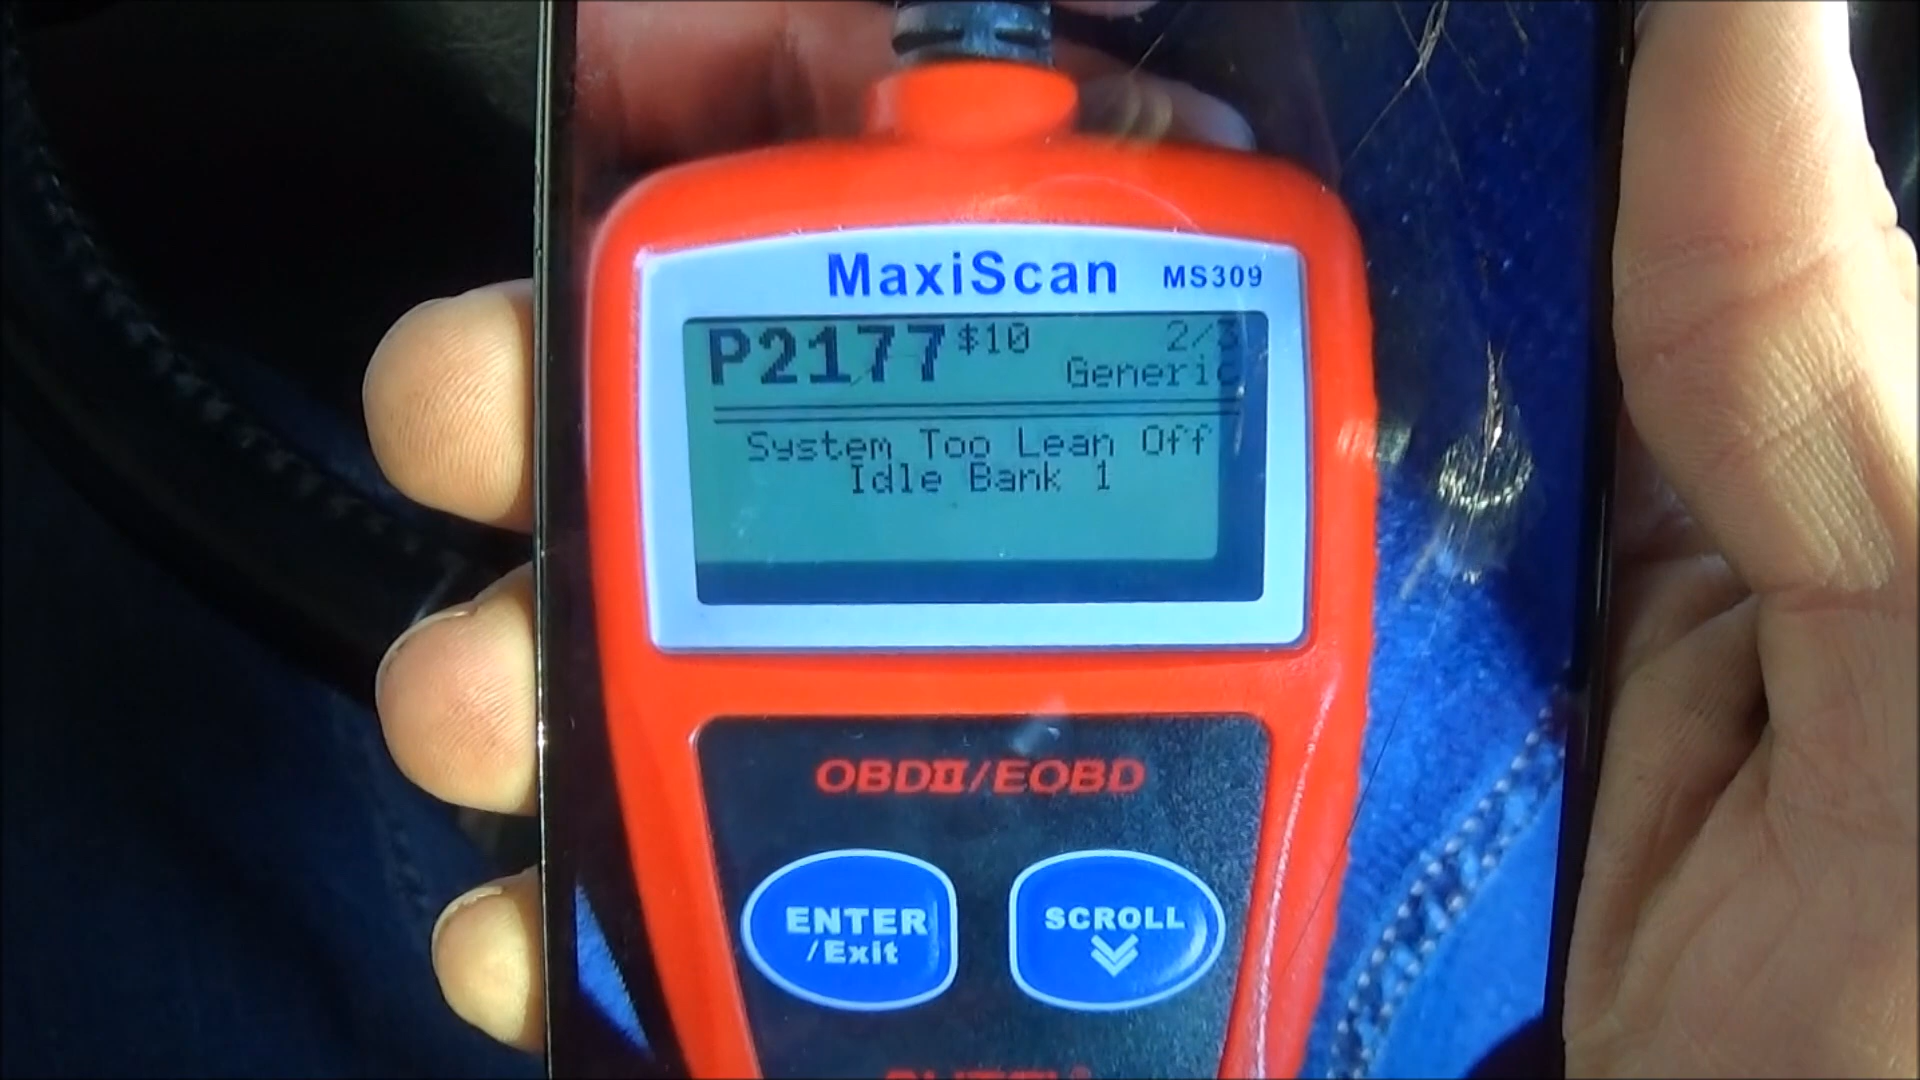 MaxiScan MS309
P2177 $10 2/3
Generic
System Too Lean Off
Idle Bank 1
OBDII/EOBD
ENTER
/Exit
SCROLL